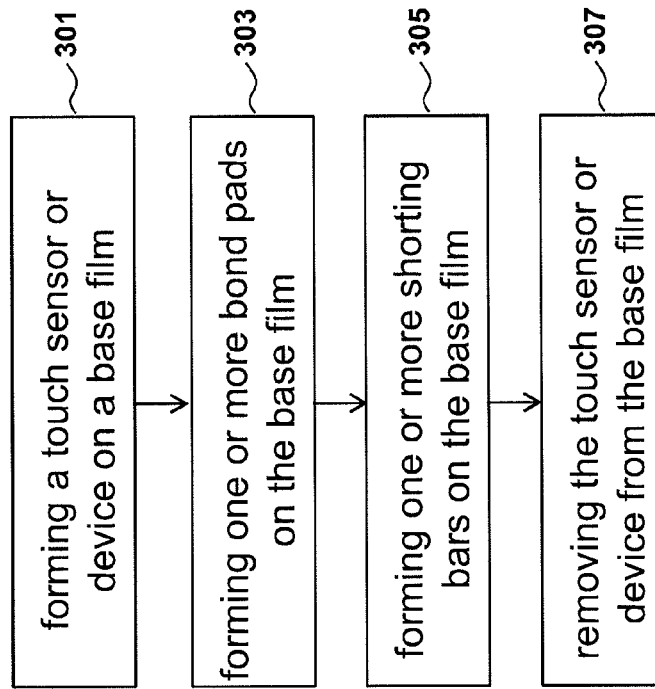 301
forming a touch sensor or
device on a base film
303
forming one or more bond pads
on the base film
305
forming one or more shorting
bars on the base film
307
removing the touch sensor or
device from the base film